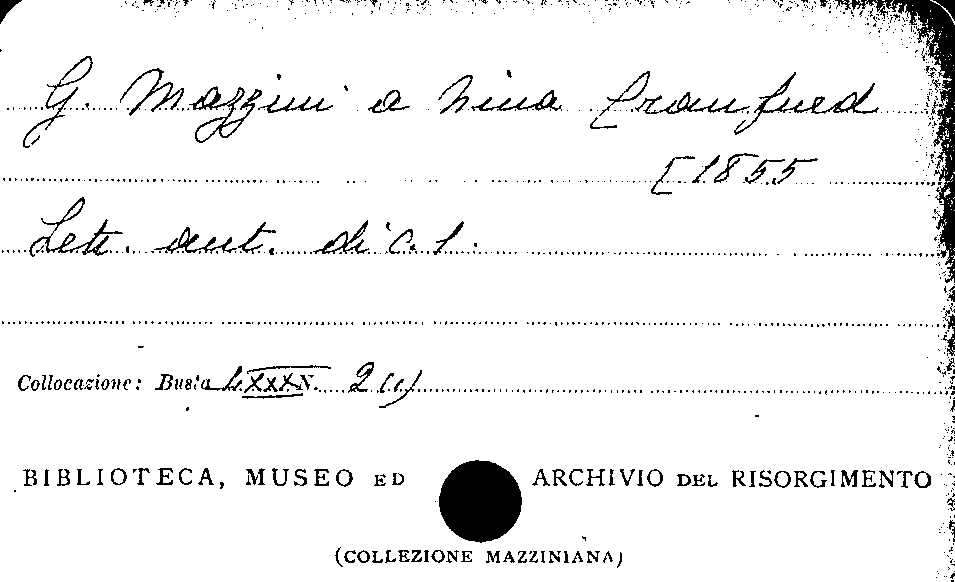 G. Mazzini a Nina Craufurd
[1855
Lett. aut. di c. 1.
Collocazione: Busta LXXX N. 2 (1)
BIBLIOTECA, MUSEO ED ARCHIVIO DEL RISORGIMENTO
(COLLEZIONE MAZZINIANA)